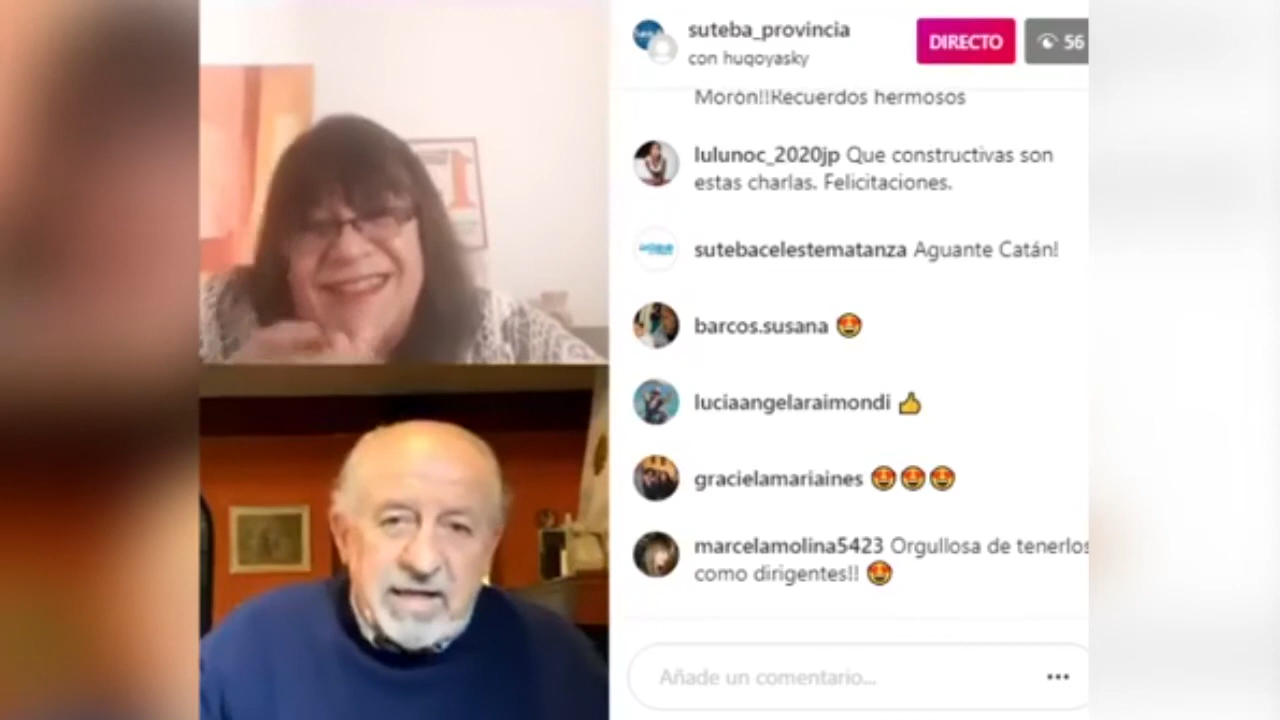 suteba_provincia
con hugoyasky
DIRECTO
56
Morón!!Recuerdos hermosos
lulunoc_2020jp Que constructivas son
estas charlas. Felicitaciones.
sutebacelestematanza Aguante Catán!
barcos.susana 😍
luciaangelaraimondi 👍
gracielamariaines 😍😍😍
marcelamolina5423 Orgullosa de tenerlos
como dirigentes!! 😍
Añade un comentario...
1